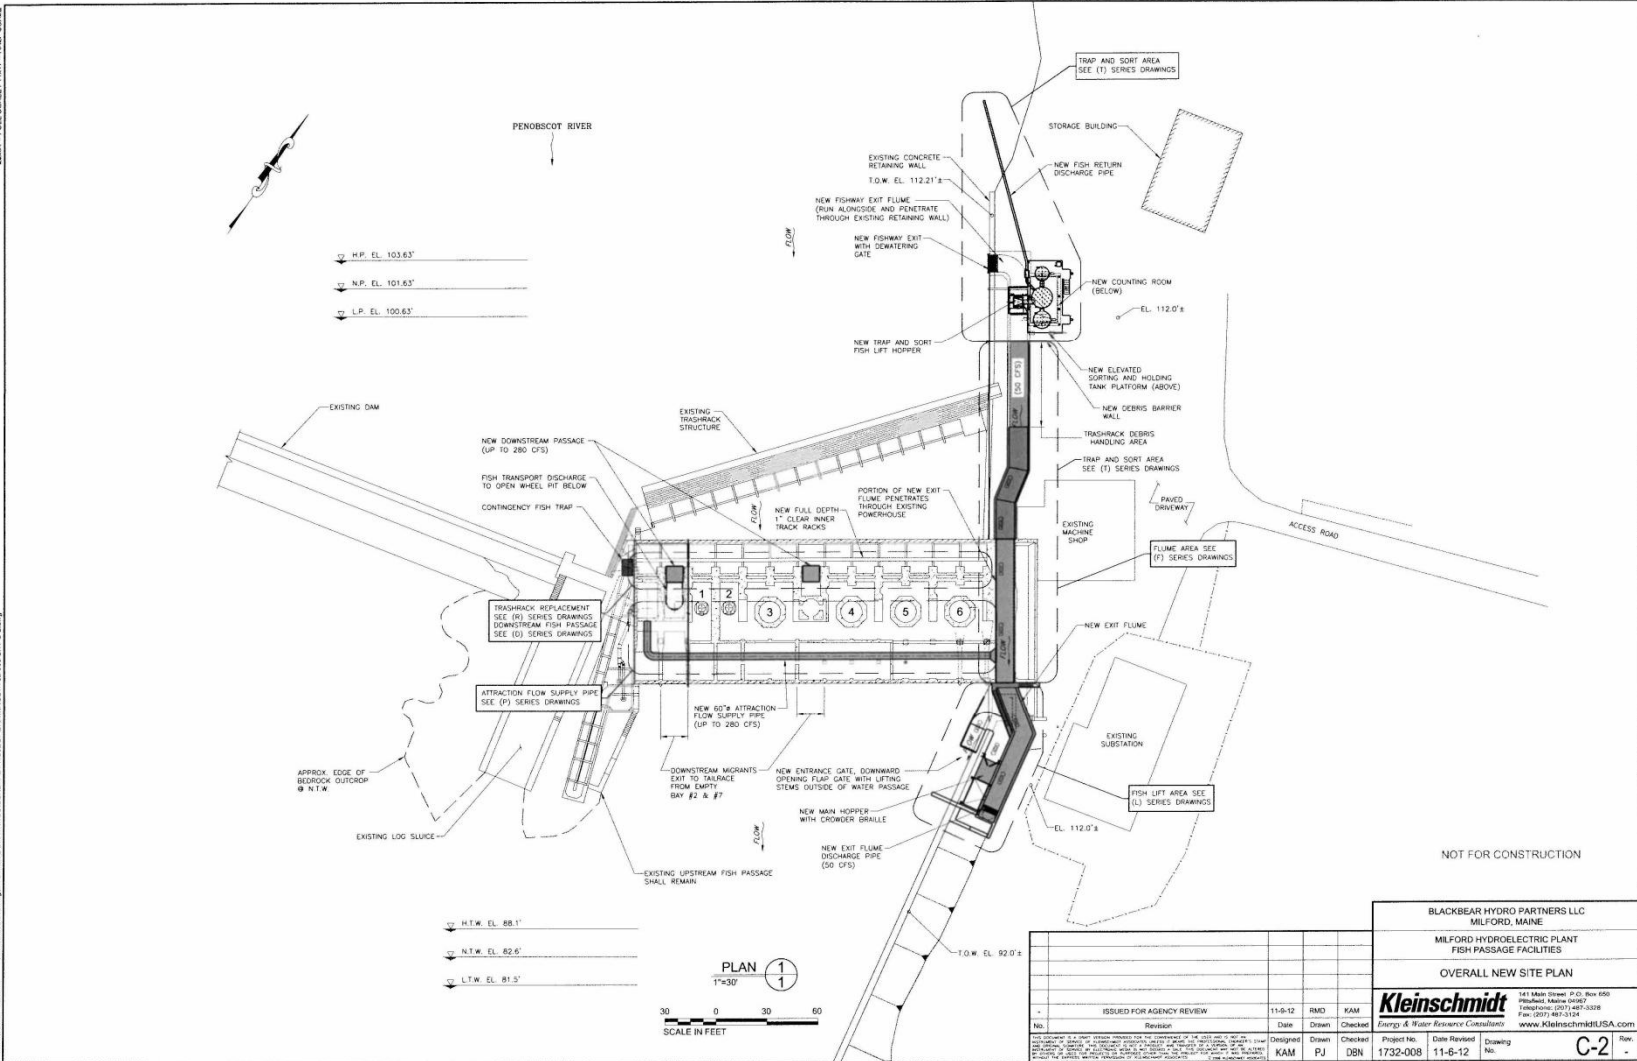 TRAP AND SORT AREA
SEE (T) SERIES DRAWINGS
PENOBSCOT RIVER
STORAGE BUILDING
EXISTING CONCRETE
RETAINING WALL
T.O.W. EL. 112.21'±
NEW FISH RETURN
DISCHARGE PIPE
NEW FISHWAY EXIT FLUME
(RUN ALONGSIDE AND PENETRATE
THROUGH EXISTING RETAINING WALL)
FLOW
NEW FISHWAY EXIT
WITH DEWATERING
GATE
H.P. EL. 103.63'
N.P. EL. 101.63'
L.P. EL. 100.63'
NEW COUNTING ROOM
(BELOW)
EL. 112.0'±
NEW TRAP AND SORT
FISH LIFT HOPPER
(50 CFS)
FLOW
NEW ELEVATED
SORTING AND HOLDING
TANK PLATFORM (ABOVE)
NEW DEBRIS BARRIER
WALL
EXISTING DAM
EXISTING
TRASHRACK
STRUCTURE
TRASHRACK DEBRIS
HANDLING AREA
NEW DOWNSTREAM PASSAGE
(UP TO 280 CFS)
TRAP AND SORT AREA
SEE (T) SERIES DRAWINGS
FISH TRANSPORT DISCHARGE
TO OPEN WHEEL PIT BELOW
CONTINGENCY FISH TRAP
PORTION OF NEW EXIT
FLUME PENETRATES
THROUGH EXISTING
POWERHOUSE
FLOW
NEW FULL DEPTH
1" CLEAR INNER
TRACK RACKS
PAVED
DRIVEWAY
ACCESS ROAD
EXISTING
MACHINE
SHOP
FLUME AREA SEE
(F) SERIES DRAWINGS
1
2
3
4
5
6
TRASHRACK REPLACEMENT
SEE (R) SERIES DRAWINGS
DOWNSTREAM FISH PASSAGE
SEE (D) SERIES DRAWINGS
NEW EXIT FLUME
FLOW
ATTRACTION FLOW SUPPLY PIPE
SEE (P) SERIES DRAWINGS
NEW 60"ø ATTRACTION
FLOW SUPPLY PIPE
(UP TO 280 CFS)
EXISTING
SUBSTATION
APPROX. EDGE OF
BEDROCK OUTCROP
@ N.T.W.
DOWNSTREAM MIGRANTS
EXIT TO TAILRACE
FROM EMPTY
BAY #2 & #7
NEW ENTRANCE GATE, DOWNWARD
OPENING FLAP GATE WITH LIFTING
STEMS OUTSIDE OF WATER PASSAGE
FISH LIFT AREA SEE
(L) SERIES DRAWINGS
NEW MAIN HOPPER
WITH CROWDER BRAILLE
EL. 112.0'±
EXISTING LOG SLUICE
FLOW
NEW EXIT FLUME
DISCHARGE PIPE
(50 CFS)
EXISTING UPSTREAM FISH PASSAGE
SHALL REMAIN
NOT FOR CONSTRUCTION
H.T.W. EL. 88.1'
N.T.W. EL. 82.6'
L.T.W. EL. 81.5'
T.O.W. EL. 92.0'±
PLAN 1
1"=30' 1
30 0 30 60
SCALE IN FEET
BLACKBEAR HYDRO PARTNERS LLC
MILFORD, MAINE
MILFORD HYDROELECTRIC PLANT
FISH PASSAGE FACILITIES
OVERALL NEW SITE PLAN
Kleinschmidt
Energy & Water Resource Consultants
141 Main Street P.O. Box 650
Pittsfield, Maine 04967
Telephone: (207) 487-3328
Fax: (207) 487-3124
www.KleinschmidtUSA.com
- ISSUED FOR AGENCY REVIEW 11-9-12 RMD KAM
No. Revision Date Drawn Checked
Designed Drawn Checked
KAM PJ DBN
Project No. Date Revised Drawing No. Rev.
1732-008 11-6-12 C-2 -